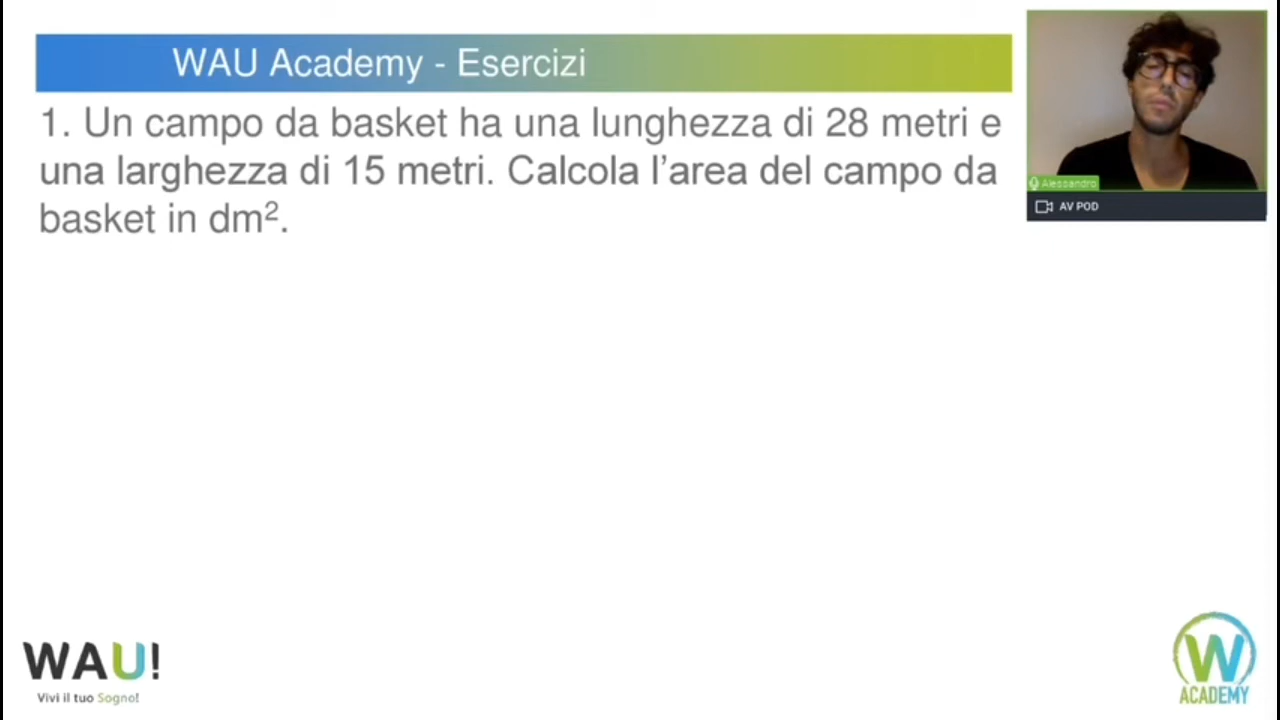 WAU Academy - Esercizi
1. Un campo da basket ha una lunghezza di 28 metri e
una larghezza di 15 metri. Calcola l’area del campo da
basket in dm².
Alessandro
AV POD
WAU!
Vivi il tuo Sogno!
W
ACADEMY